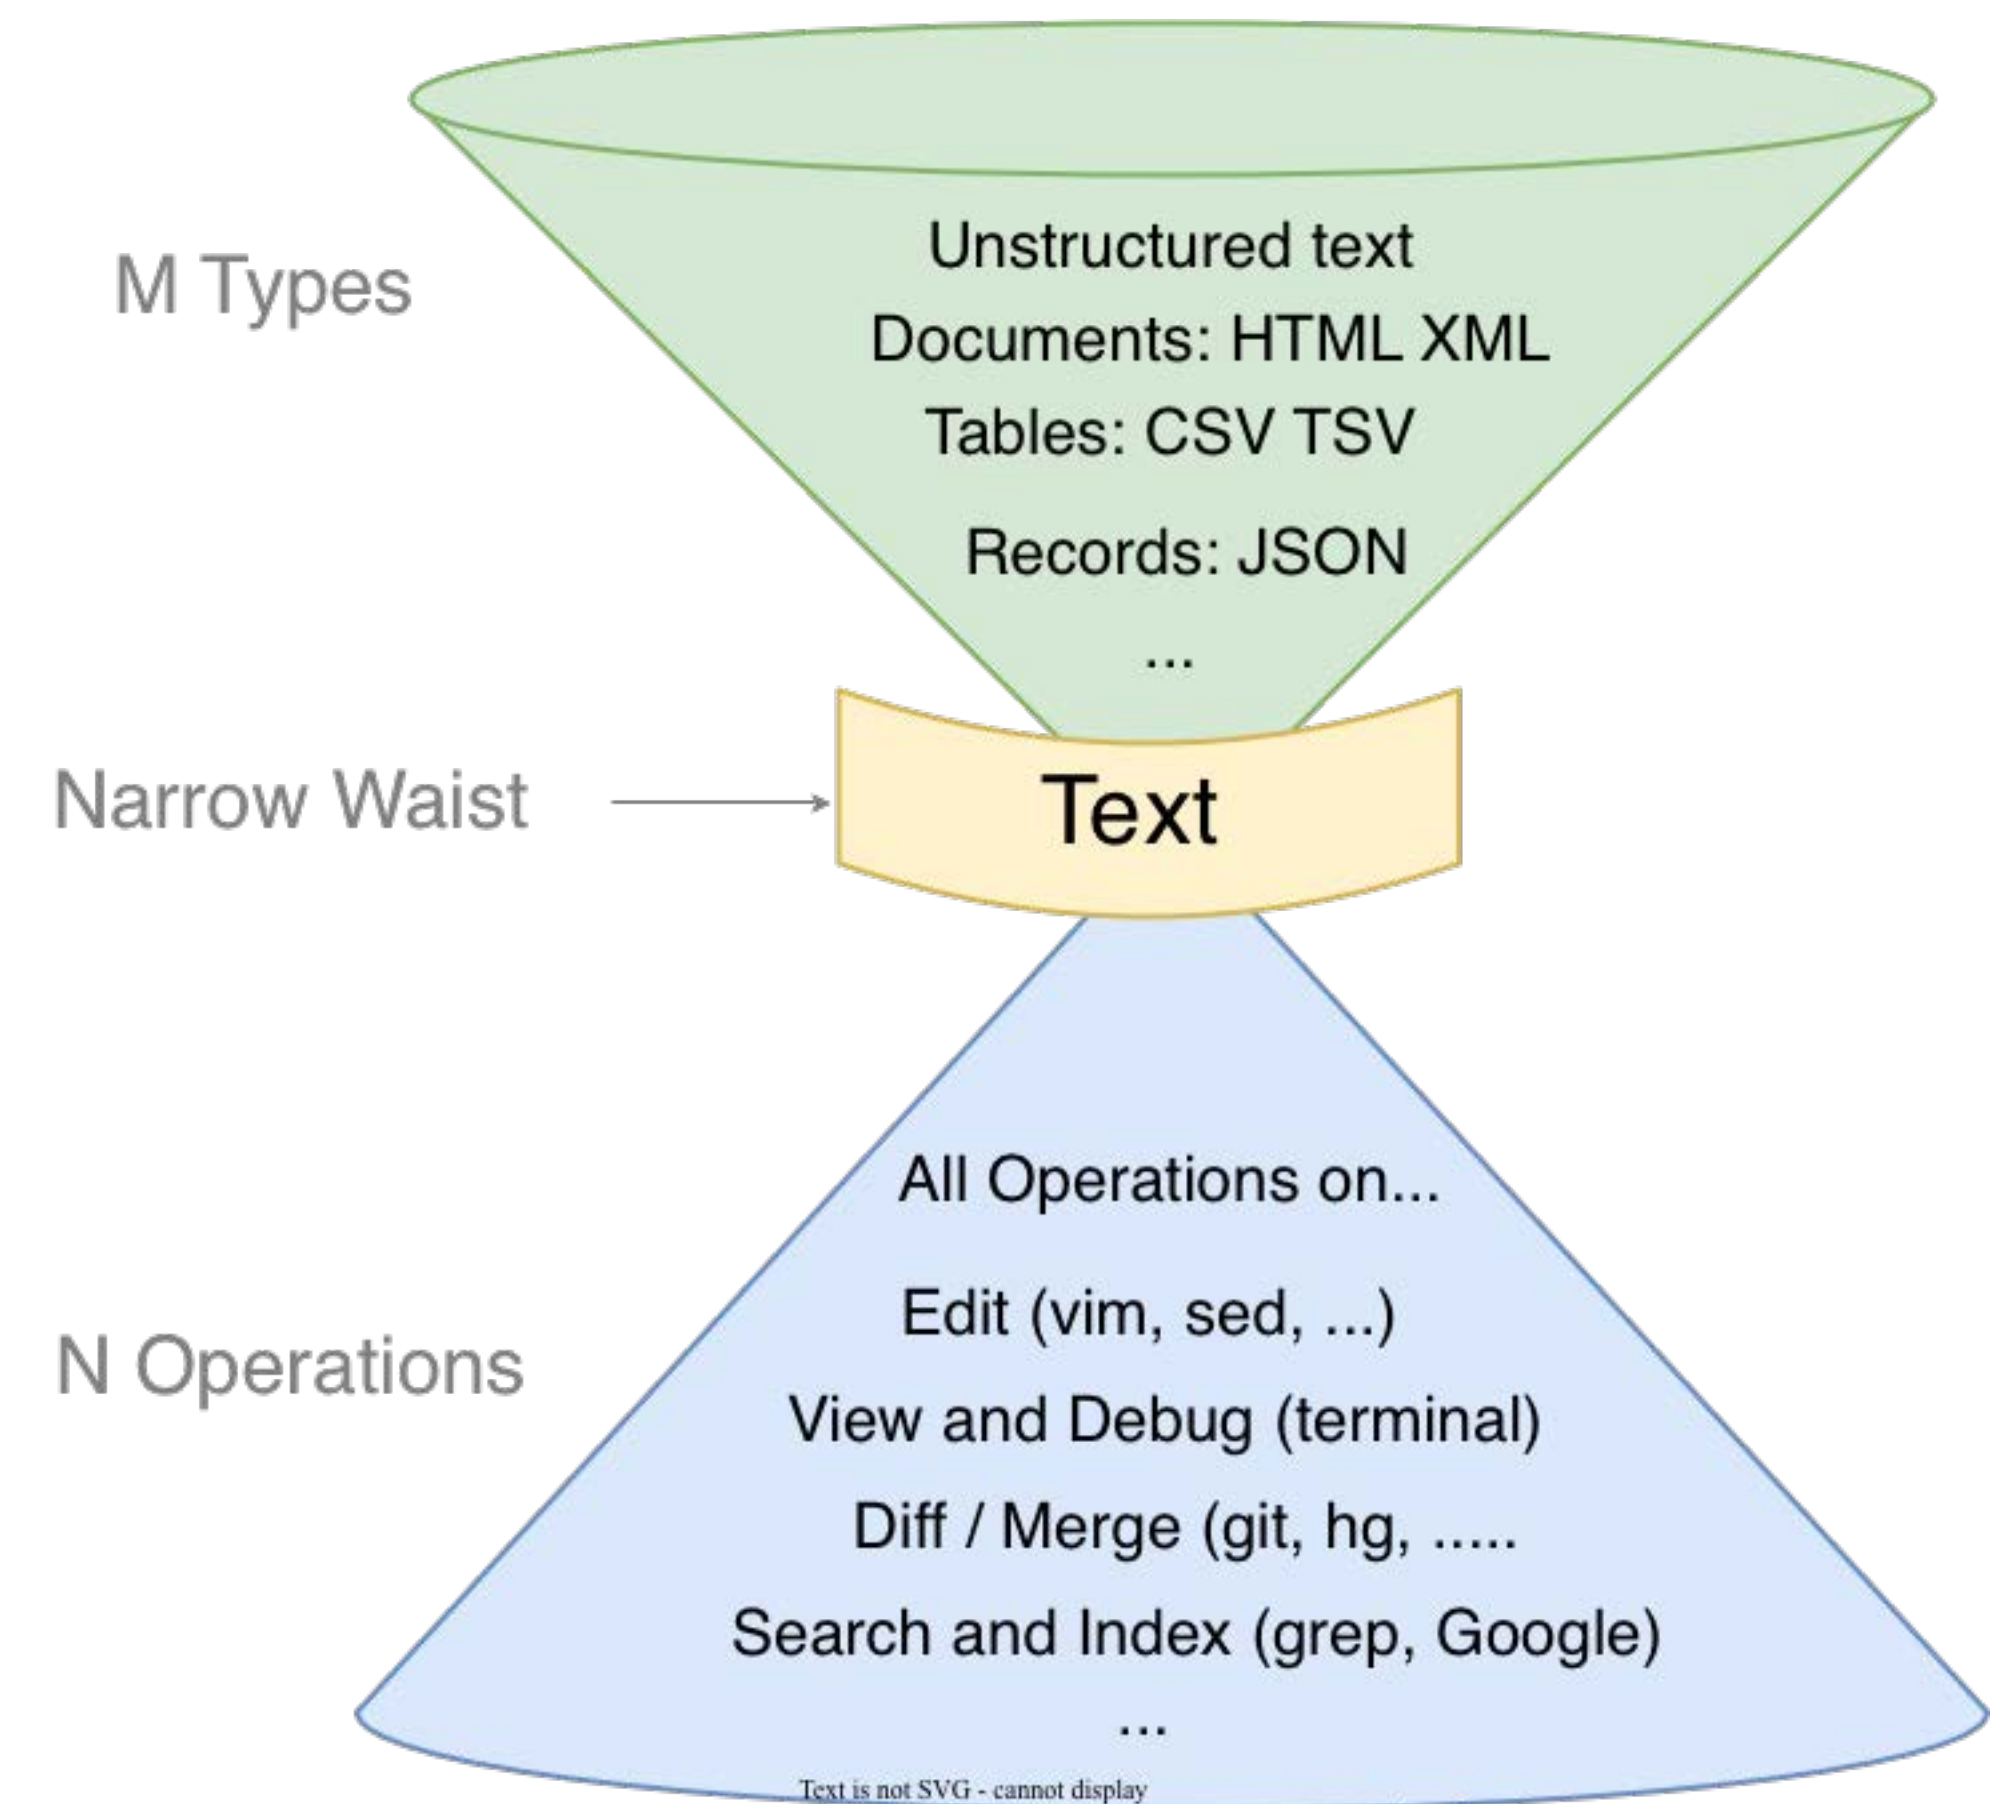 M Types
Unstructured text
Documents: HTML XML
Tables: CSV TSV
Records: JSON
...
Narrow Waist
Text
N Operations
All Operations on...
Edit (vim, sed, ...)
View and Debug (terminal)
Diff / Merge (git, hg, .....
Search and Index (grep, Google)
...
Text is not SVG - cannot display